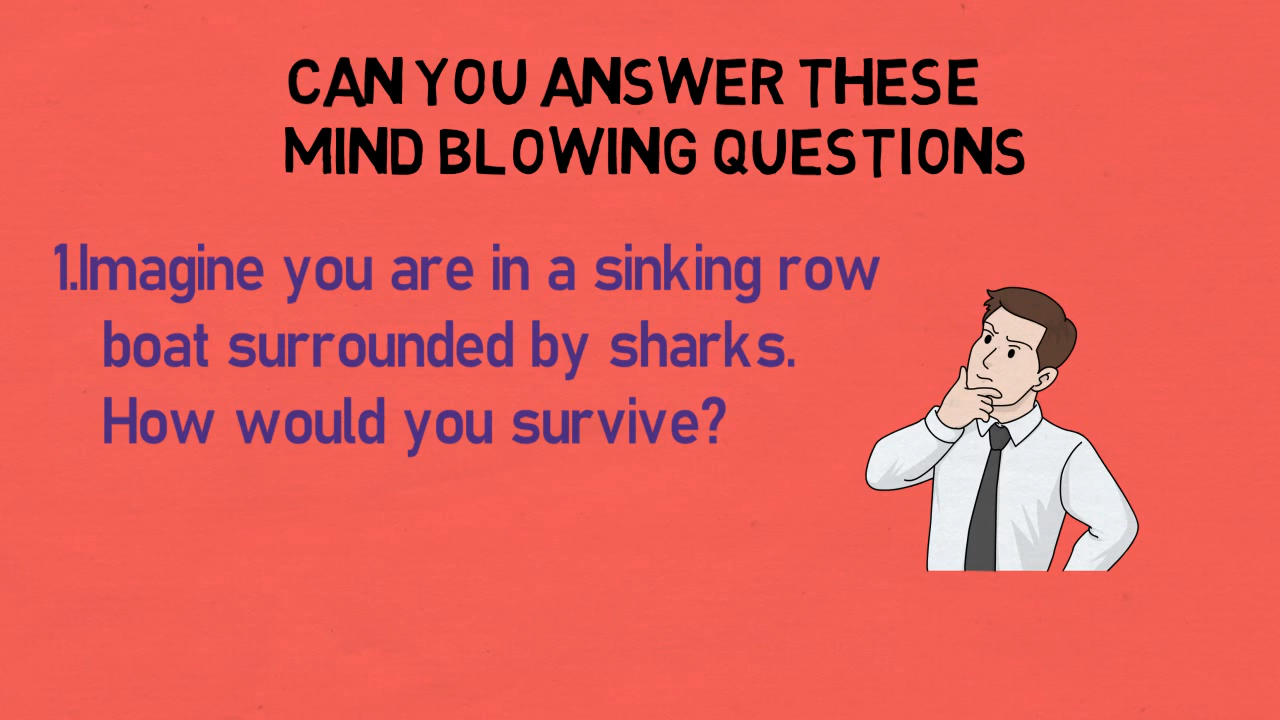 CAN YOU ANSWER THESE
MIND BLOWING QUESTIONS
1.Imagine you are in a sinking row
boat surrounded by sharks.
How would you survive?